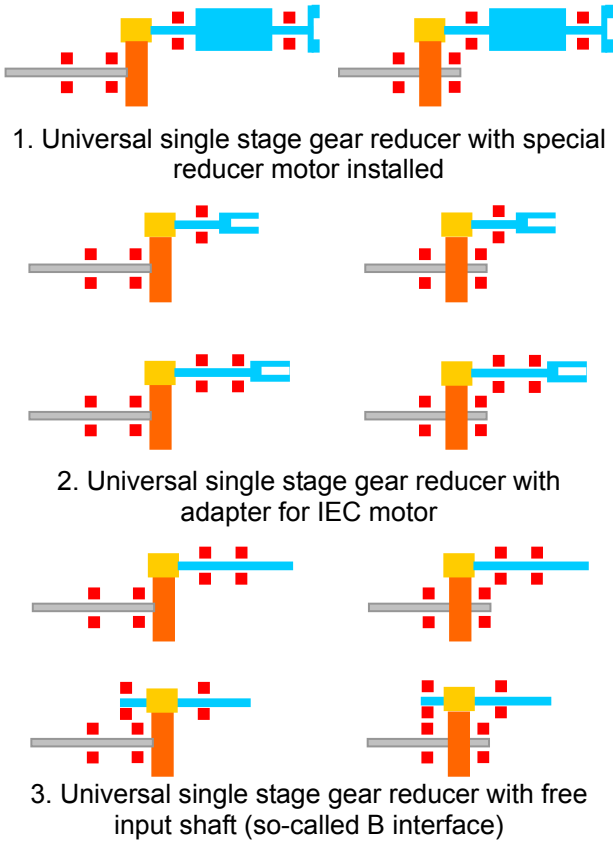 1. Universal single stage gear reducer with special
reducer motor installed
2. Universal single stage gear reducer with
adapter for IEC motor
3. Universal single stage gear reducer with free
input shaft (so-called B interface)